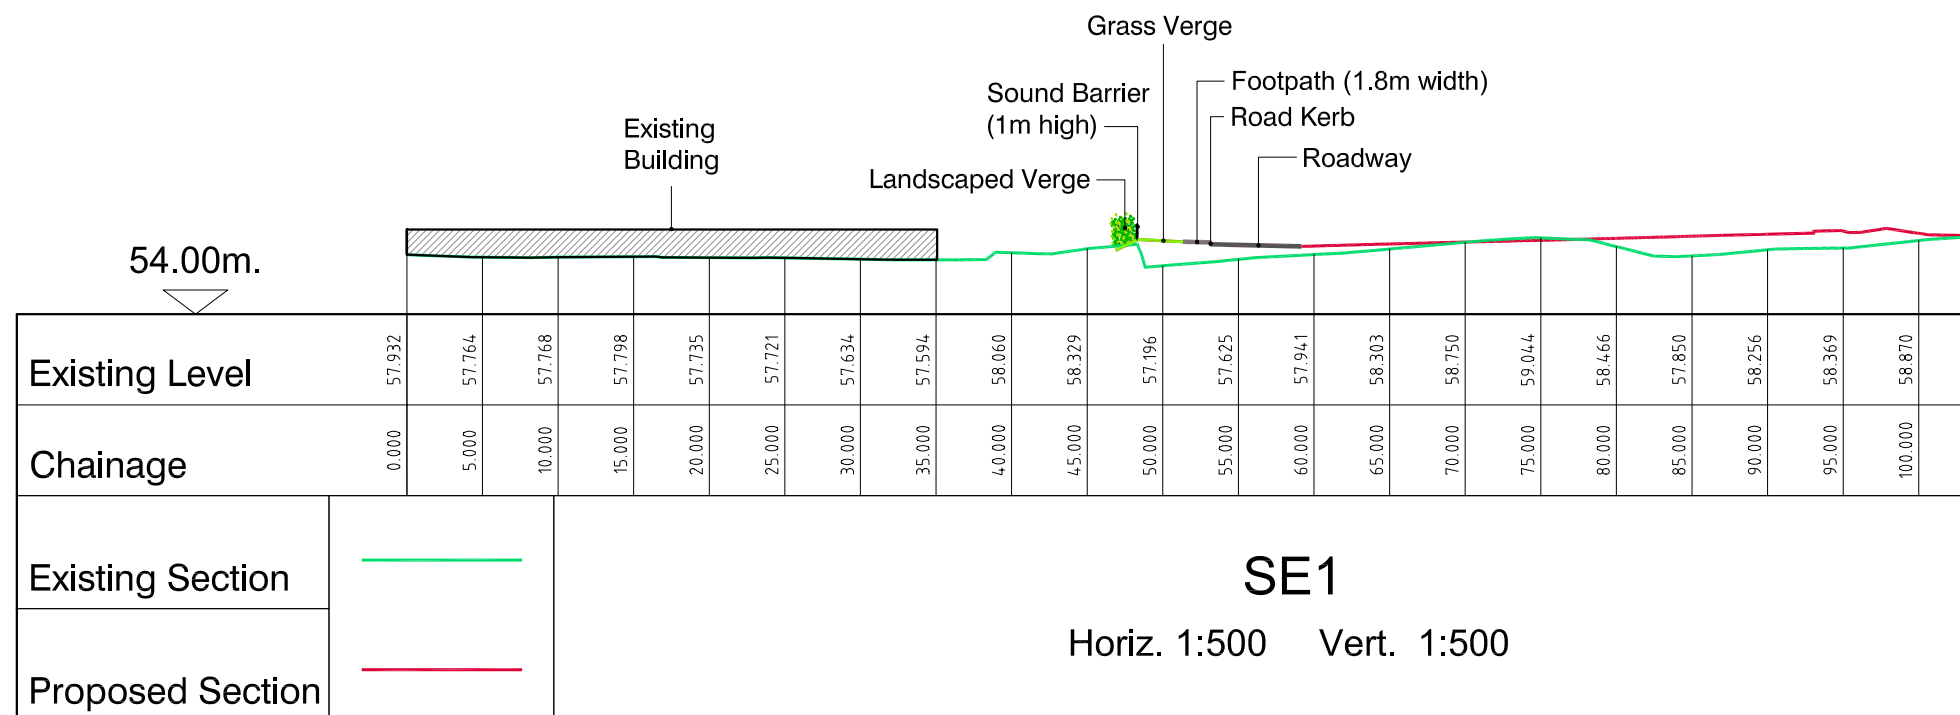 Grass Verge
Footpath (1.8m width)
Sound Barrier
(1m high)
Road Kerb
Existing
Building
Roadway
Landscaped Verge
54.00m.
Existing Level 57.932 57.764 57.768 57.798 57.735 57.721 57.634 57.594 58.060 58.329 57.196 57.625 57.941 58.303 58.750 59.044 58.466 57.850 58.256 58.369 58.870
Chainage 0.000 5.000 10.000 15.000 20.000 25.000 30.000 35.000 40.000 45.000 50.000 55.000 60.000 65.000 70.000 75.000 80.000 85.000 90.000 95.000 100.000
Existing Section
SE1
Horiz. 1:500 Vert. 1:500
Proposed Section